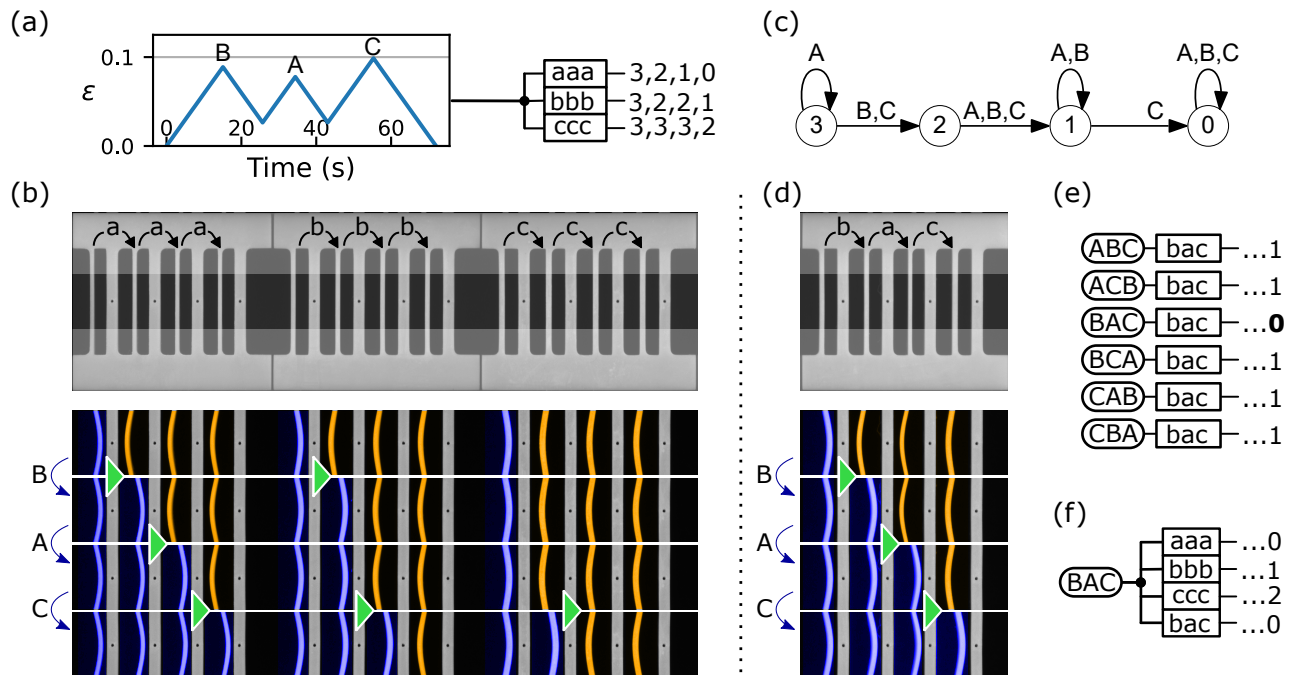 (a)
B
A
C
0.1
ε
0.0
0
20
40
60
Time (s)
aaa
3,2,1,0
bbb
3,2,2,1
ccc
3,3,3,2
(c)
A
A,B
A,B,C
3
B,C
2
A,B,C
1
C
0
(b)
a a a b b b c c c
B
A
C
(d)
b a c
B
A
C
(e)
ABC bac ...1
ACB bac ...1
BAC bac ...0
BCA bac ...1
CAB bac ...1
CBA bac ...1
(f)
BAC
aaa ...0
bbb ...1
ccc ...2
bac ...0